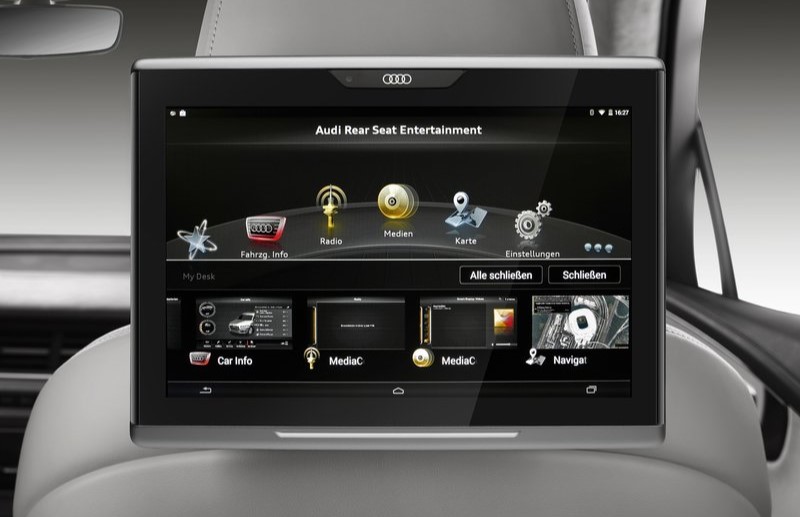 16:27
Audi Rear Seat Entertainment
Fahrzg. Info
Radio
Medien
Karte
Einstellungen
My Desk
Alle schließen
Schließen
Car Info
MediaC
MediaC
Navigat